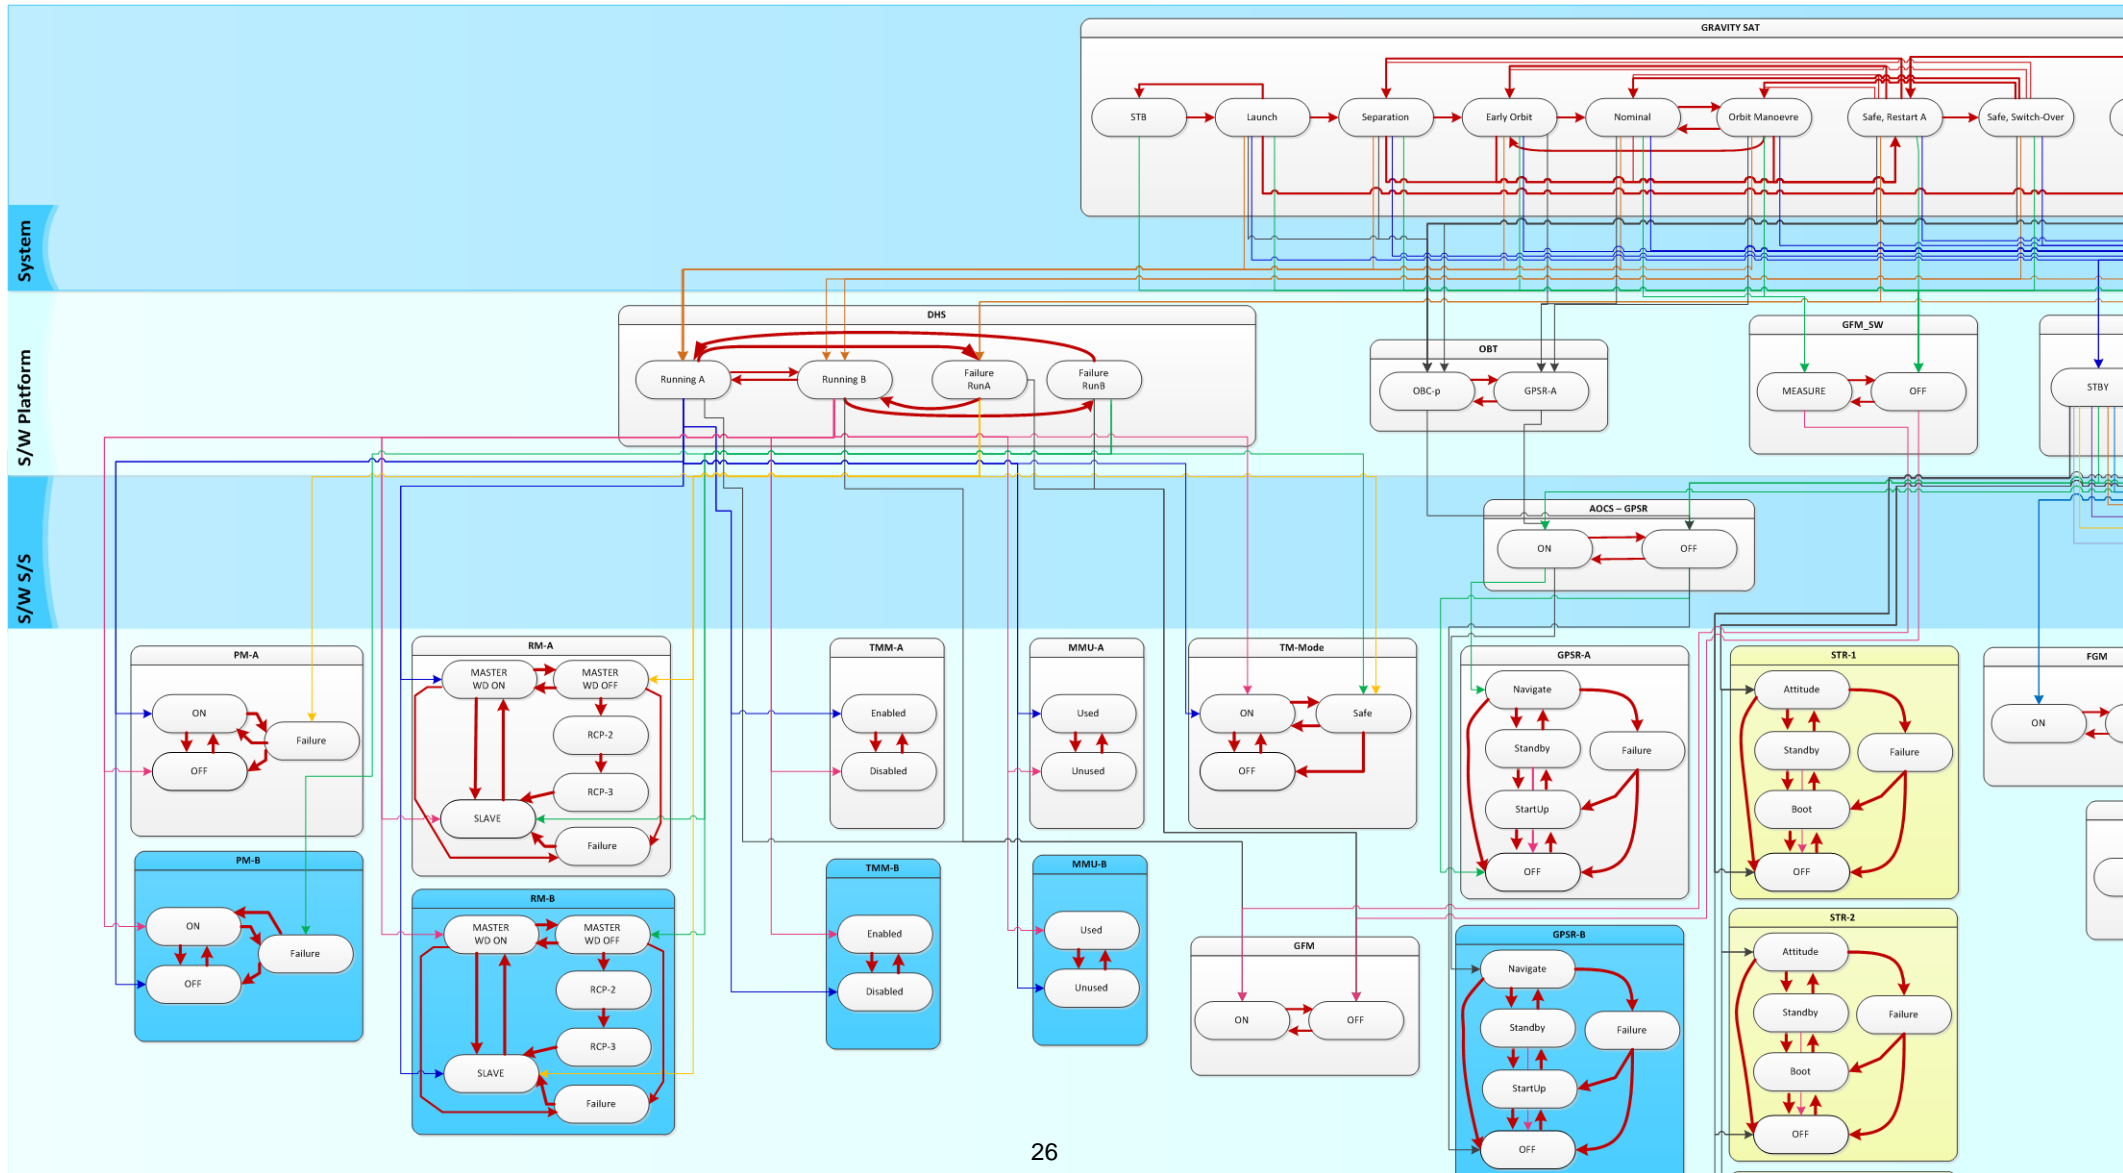 GRAVITY SAT
STB
Launch
Separation
Early Orbit
Nominal
Orbit Manoevre
Safe, Restart A
Safe, Switch-Over
System
S/W Platform
S/W S/S
DHS
Running A
Running B
Failure
RunA
Failure
RunB
OBT
OBC-p
GPSR-A
GFM_SW
MEASURE
OFF
STBY
AOCS – GPSR
ON
OFF
PM-A
ON
OFF
Failure
RM-A
MASTER
WD ON
MASTER
WD OFF
RCP-2
RCP-3
SLAVE
Failure
TMM-A
Enabled
Disabled
MMU-A
Used
Unused
TM-Mode
ON
Safe
OFF
GPSR-A
Navigate
Standby
Failure
StartUp
OFF
STR-1
Attitude
Standby
Failure
Boot
OFF
FGM
ON
PM-B
ON
OFF
Failure
RM-B
MASTER
WD ON
MASTER
WD OFF
RCP-2
RCP-3
SLAVE
Failure
TMM-B
Enabled
Disabled
MMU-B
Used
Unused
GFM
ON
OFF
GPSR-B
Navigate
Standby
Failure
StartUp
OFF
STR-2
Attitude
Standby
Failure
Boot
OFF
26